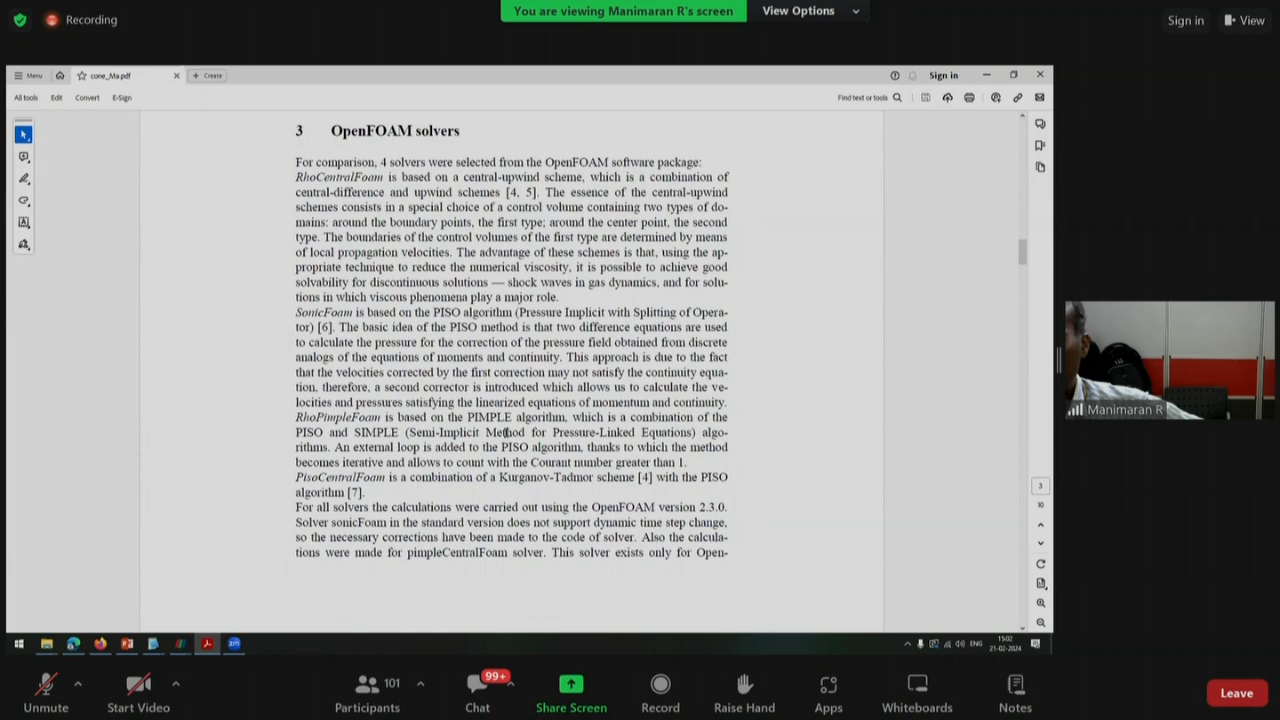 Recording
You are viewing Manimaran R's screen
View Options
Sign in
View
Menu
cone_Ma.pdf
Create
Sign in
All tools
Edit
Convert
E-Sign
Find text or tools
3 OpenFOAM solvers
For comparison, 4 solvers were selected from the OpenFOAM software package:
RhoCentralFoam is based on a central-upwind scheme, which is a combination of
central-difference and upwind schemes [4, 5]. The essence of the central-upwind
schemes consists in a special choice of a control volume containing two types of do-
mains: around the boundary points, the first type; around the center point, the second
type. The boundaries of the control volumes of the first type are determined by means
of local propagation velocities. The advantage of these schemes is that, using the ap-
propriate technique to reduce the numerical viscosity, it is possible to achieve good
solvability for discontinuous solutions — shock waves in gas dynamics, and for solu-
tions in which viscous phenomena play a major role.
SonicFoam is based on the PISO algorithm (Pressure Implicit with Splitting of Opera-
tor) [6]. The basic idea of the PISO method is that two difference equations are used
to calculate the pressure for the correction of the pressure field obtained from discrete
analogs of the equations of moments and continuity. This approach is due to the fact
that the velocities corrected by the first correction may not satisfy the continuity equa-
tion, therefore, a second corrector is introduced which allows us to calculate the ve-
locities and pressures satisfying the linearized equations of momentum and continuity.
RhoPimpleFoam is based on the PIMPLE algorithm, which is a combination of the
PISO and SIMPLE (Semi-Implicit Method for Pressure-Linked Equations) algo-
rithms. An external loop is added to the PISO algorithm, thanks to which the method
becomes iterative and allows to count with the Courant number greater than 1.
PisoCentralFoam is a combination of a Kurganov-Tadmor scheme [4] with the PISO
algorithm [7].
For all solvers the calculations were carried out using the OpenFOAM version 2.3.0.
Solver sonicFoam in the standard version does not support dynamic time step change,
so the necessary corrections have been made to the code of solver. Also the calcula-
tions were made for pimpleCentralFoam solver. This solver exists only for Open-
3
10
Manimaran R
ENG
15:02
21-02-2024
Unmute
Start Video
101
Participants
99+
Chat
Share Screen
Record
Raise Hand
Apps
Whiteboards
Notes
Leave